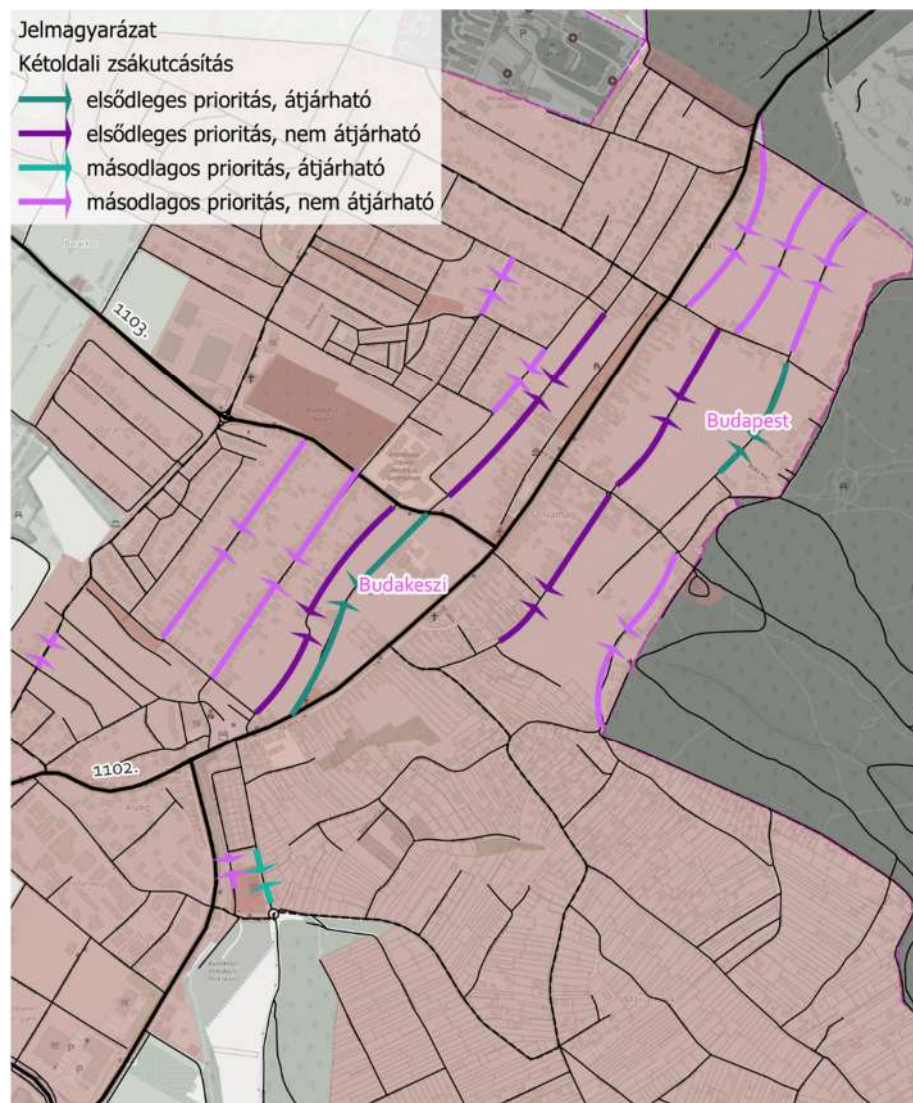 Jelmagyarázat
Kétoldali zsákutcásítás
elsődleges prioritás, átjárható
elsődleges prioritás, nem átjárható
másodlagos prioritás, átjárható
másodlagos prioritás, nem átjárható
1103.
Budapest
Budakeszi
1102.